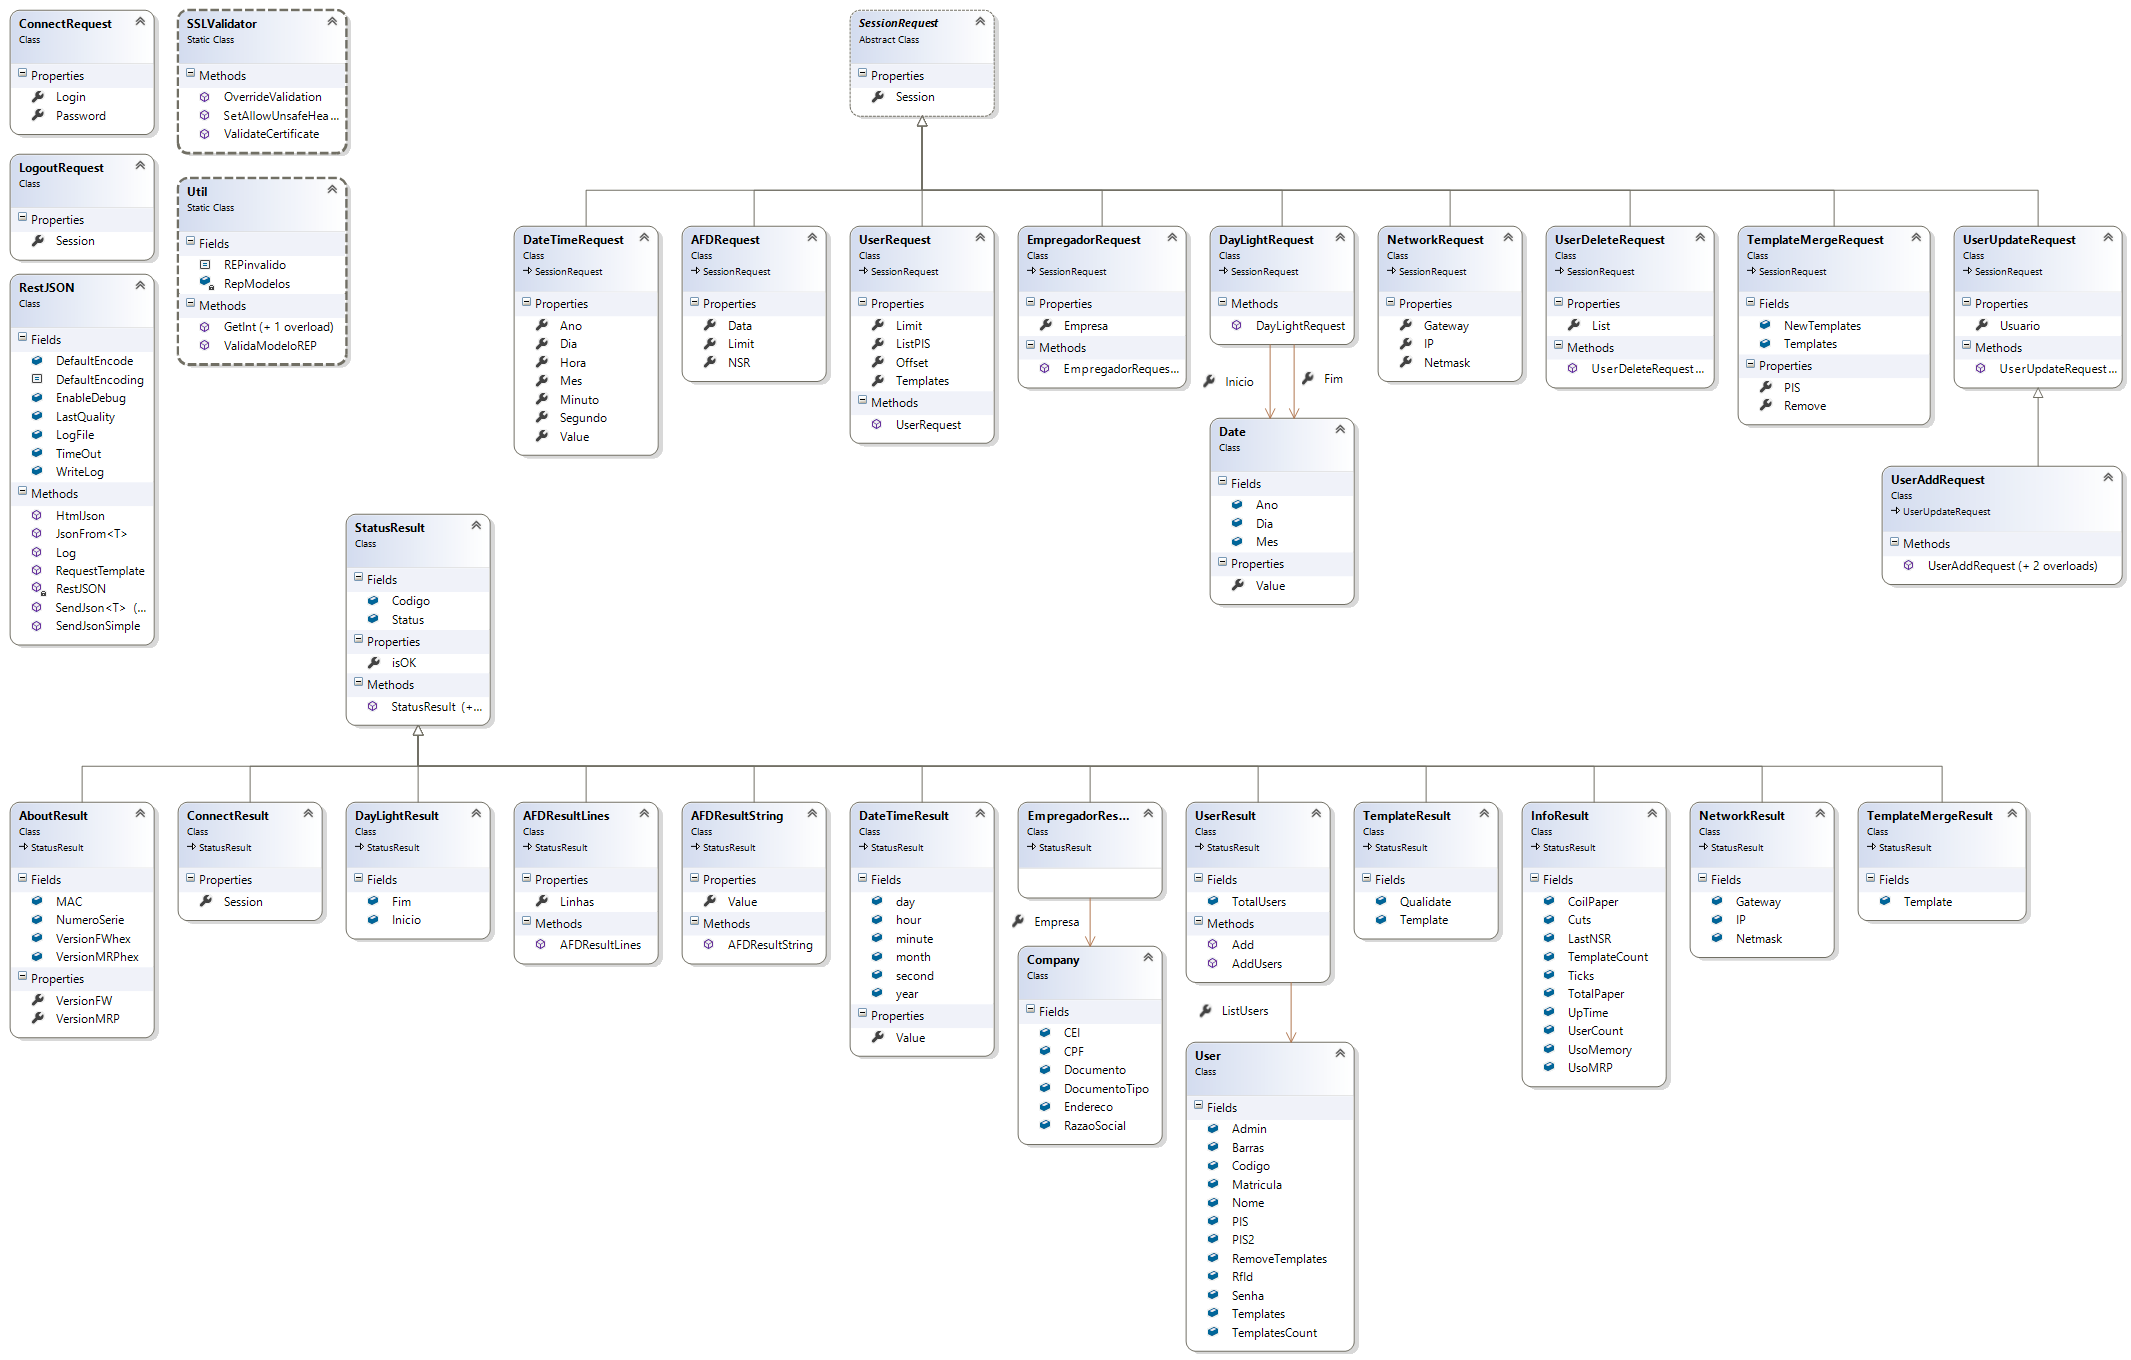 ConnectRequest
Class
Properties
Login
Password
LogoutRequest
Class
Properties
Session
RestJSON
Class
Fields
DefaultEncode
DefaultEncoding
EnableDebug
LastQuality
LogFile
TimeOut
WriteLog
Methods
HtmlJson
JsonFrom<T>
Log
RequestTemplate
RestJSON
SendJson<T> (...
SendJsonSimple
SSLValidator
Static Class
Methods
OverrideValidation
SetAllowUnsafeHea...
ValidateCertificate
Util
Static Class
Fields
REPinvalido
RepModelos
Methods
GetInt (+ 1 overload)
ValidaModeloREP
SessionRequest
Abstract Class
Properties
Session
DateTimeRequest
Class
SessionRequest
Properties
Ano
Dia
Hora
Mes
Minuto
Segundo
Value
AFDRequest
Class
SessionRequest
Properties
Data
Limit
NSR
UserRequest
Class
SessionRequest
Properties
Limit
ListPIS
Offset
Templates
Methods
UserRequest
EmpregadorRequest
Class
SessionRequest
Properties
Empresa
Methods
EmpregadorReques...
DayLightRequest
Class
SessionRequest
Methods
DayLightRequest
Inicio
Fim
Date
Class
Fields
Ano
Dia
Mes
Properties
Value
NetworkRequest
Class
SessionRequest
Properties
Gateway
IP
Netmask
UserDeleteRequest
Class
SessionRequest
Properties
List
Methods
UserDeleteRequest...
TemplateMergeRequest
Class
SessionRequest
Fields
NewTemplates
Templates
Properties
PIS
Remove
UserUpdateRequest
Class
SessionRequest
Properties
Usuario
Methods
UserUpdateRequest...
UserAddRequest
Class
UserUpdateRequest
Methods
UserAddRequest (+ 2 overloads)
StatusResult
Class
Fields
Codigo
Status
Properties
isOK
Methods
StatusResult (+...
AboutResult
Class
StatusResult
Fields
MAC
NumeroSerie
VersionFWhex
VersionMRPhex
Properties
VersionFW
VersionMRP
ConnectResult
Class
StatusResult
Properties
Session
DayLightResult
Class
StatusResult
Fields
Fim
Inicio
AFDResultLines
Class
StatusResult
Properties
Linhas
Methods
AFDResultLines
AFDResultString
Class
StatusResult
Properties
Value
Methods
AFDResultString
DateTimeResult
Class
StatusResult
Fields
day
hour
minute
month
second
year
Properties
Value
EmpregadorRes...
Class
StatusResult
Empresa
Company
Class
Fields
CEI
CPF
Documento
DocumentoTipo
Endereco
RazaoSocial
UserResult
Class
StatusResult
Fields
TotalUsers
Methods
Add
AddUsers
ListUsers
User
Class
Fields
Admin
Barras
Codigo
Matricula
Nome
PIS
PIS2
RemoveTemplates
RfId
Senha
Templates
TemplatesCount
TemplateResult
Class
StatusResult
Fields
Qualidate
Template
InfoResult
Class
StatusResult
Fields
CoilPaper
Cuts
LastNSR
TemplateCount
Ticks
TotalPaper
UpTime
UserCount
UsoMemory
UsoMRP
NetworkResult
Class
StatusResult
Fields
Gateway
IP
Netmask
TemplateMergeResult
Class
StatusResult
Fields
Template